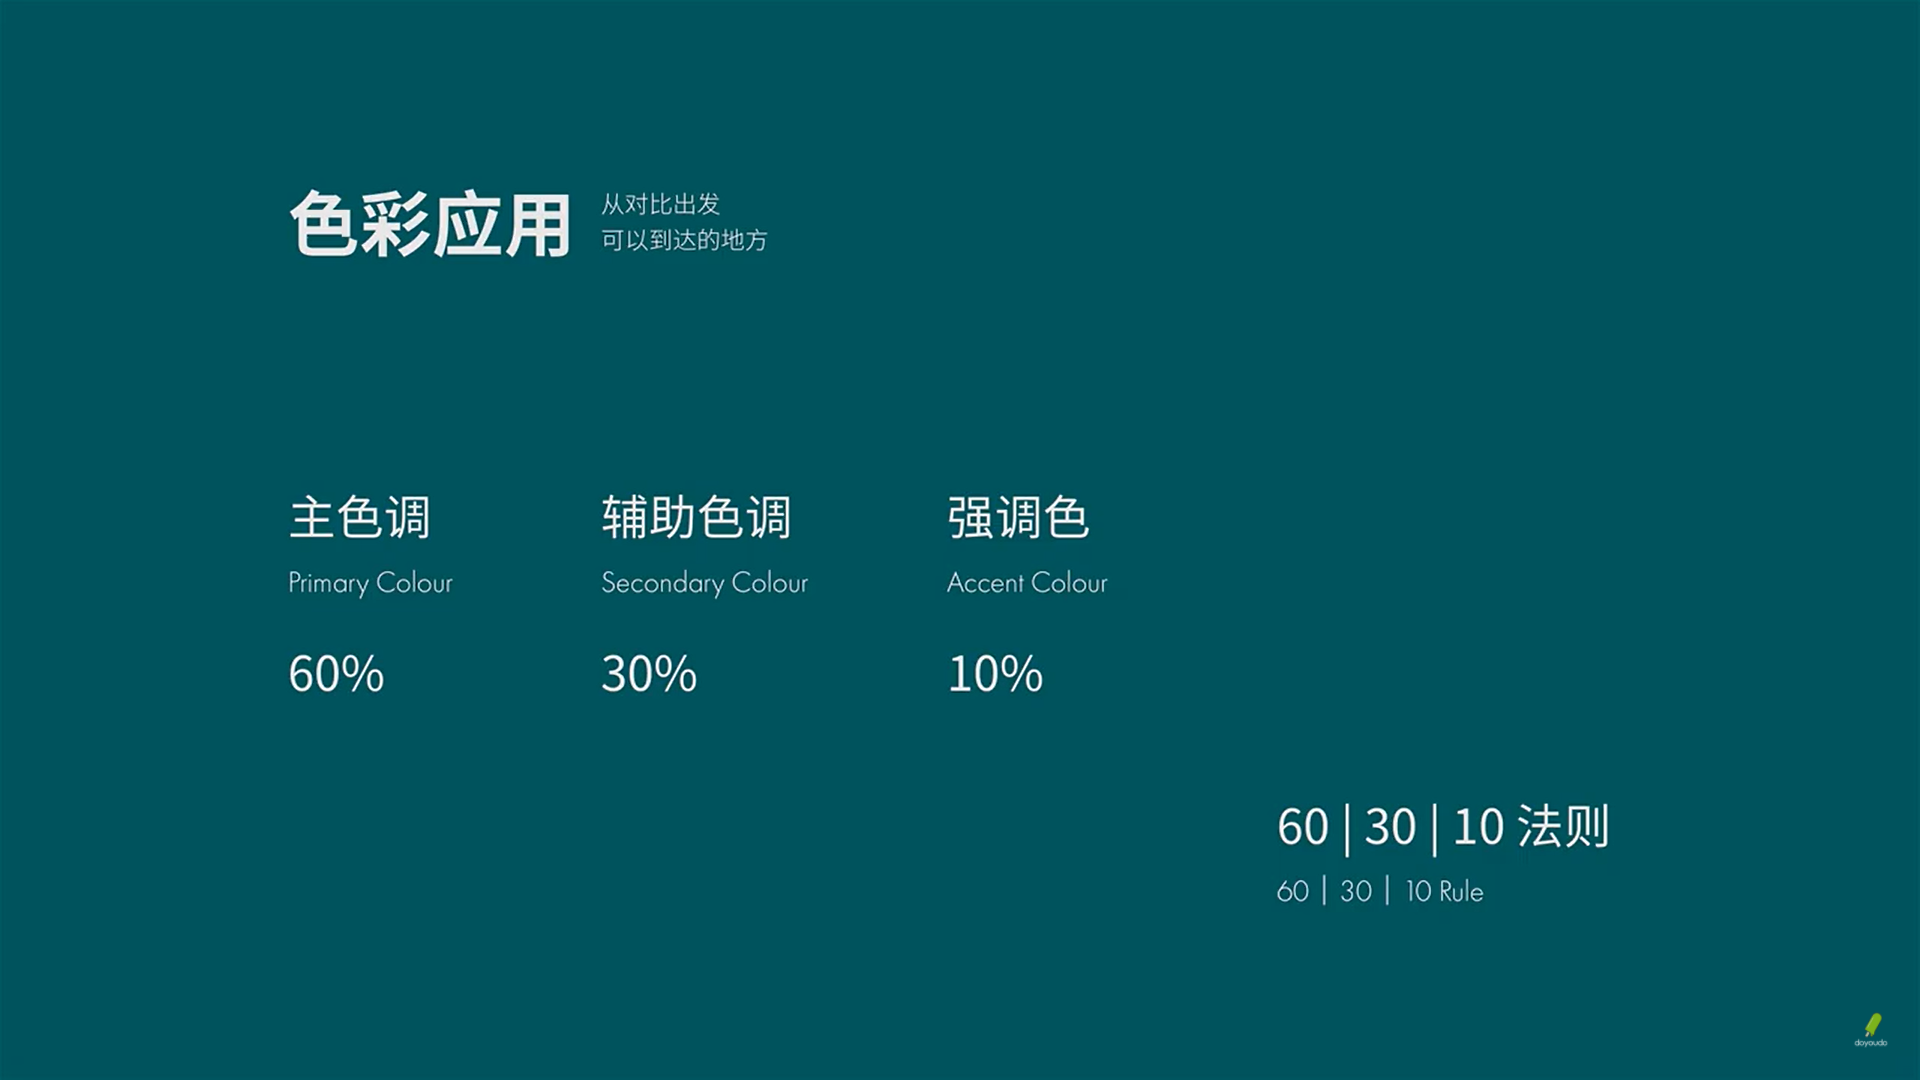 色彩应用
从对比出发
可以到达的地方
主色调
Primary Colour
60%
辅助色调
Secondary Colour
30%
强调色
Accent Colour
10%
60 | 30 | 10 法则
60 | 30 | 10 Rule
doyoudo